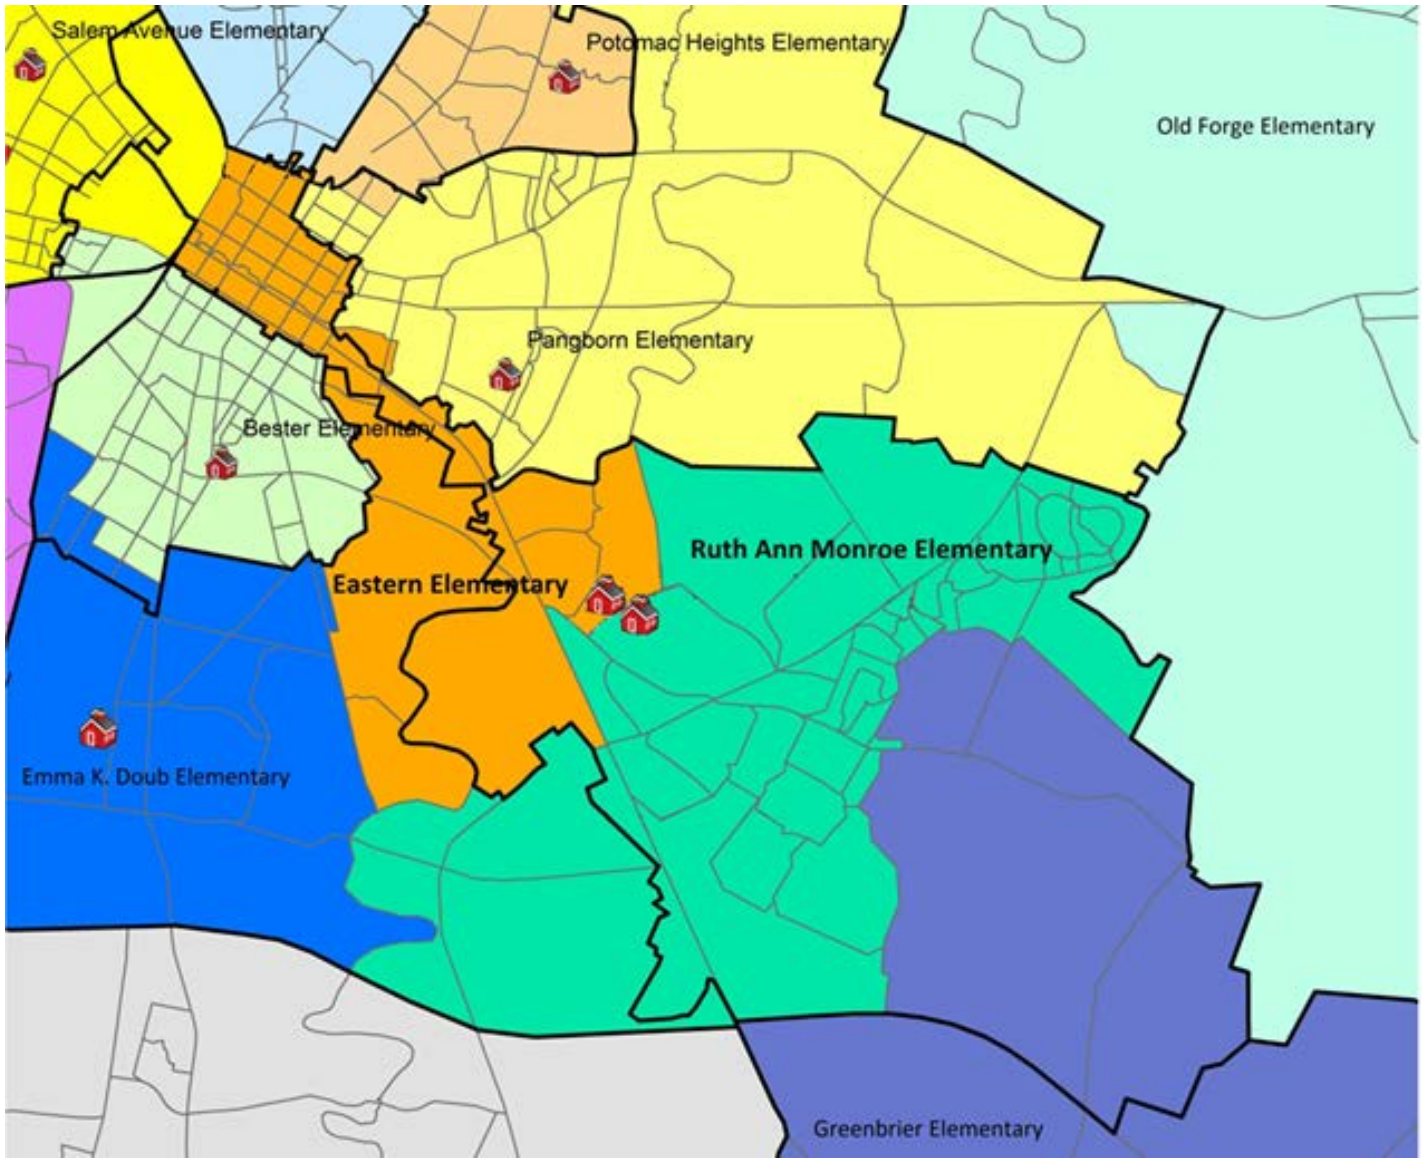 Salem Avenue Elementary
Potomac Heights Elementary
Old Forge Elementary
Pangborn Elementary
Bester Elementary
Ruth Ann Monroe Elementary
Eastern Elementary
Emma K. Doub Elementary
Greenbrier Elementary